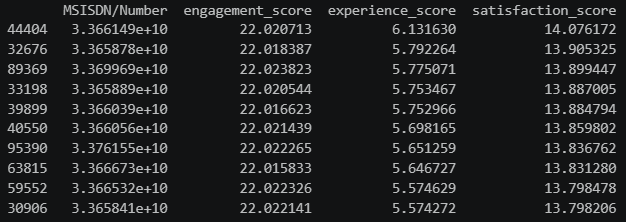 MSISDN/Number engagement_score experience_score satisfaction_score
44404 3.366149e+10 22.020713 6.131630 14.076172
32676 3.365878e+10 22.018387 5.792264 13.905325
89369 3.369969e+10 22.023823 5.775071 13.899447
33198 3.365889e+10 22.020544 5.753467 13.887005
39899 3.366039e+10 22.016623 5.752966 13.884794
40550 3.366056e+10 22.021439 5.698165 13.859802
95390 3.376155e+10 22.022265 5.651259 13.836762
63815 3.366673e+10 22.015833 5.646727 13.831280
59552 3.366532e+10 22.022326 5.574629 13.798478
30906 3.365841e+10 22.022141 5.574272 13.798206